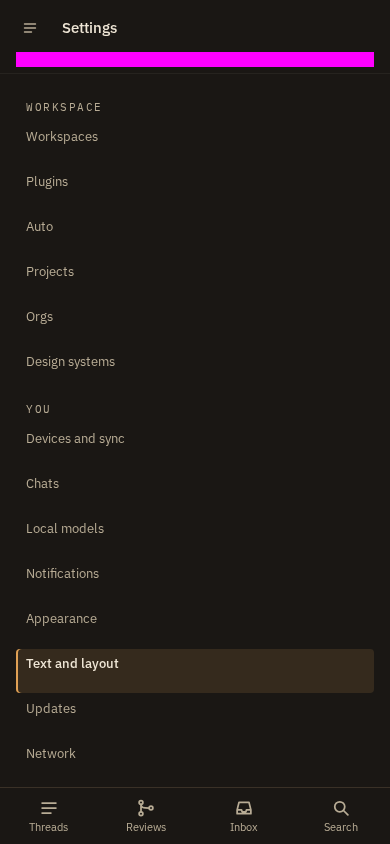 Settings
WORKSPACE
Workspaces
Plugins
Auto
Projects
Orgs
Design systems
YOU
Devices and sync
Chats
Local models
Notifications
Appearance
Text and layout
Updates
Network
Threads
Reviews
Inbox
Search